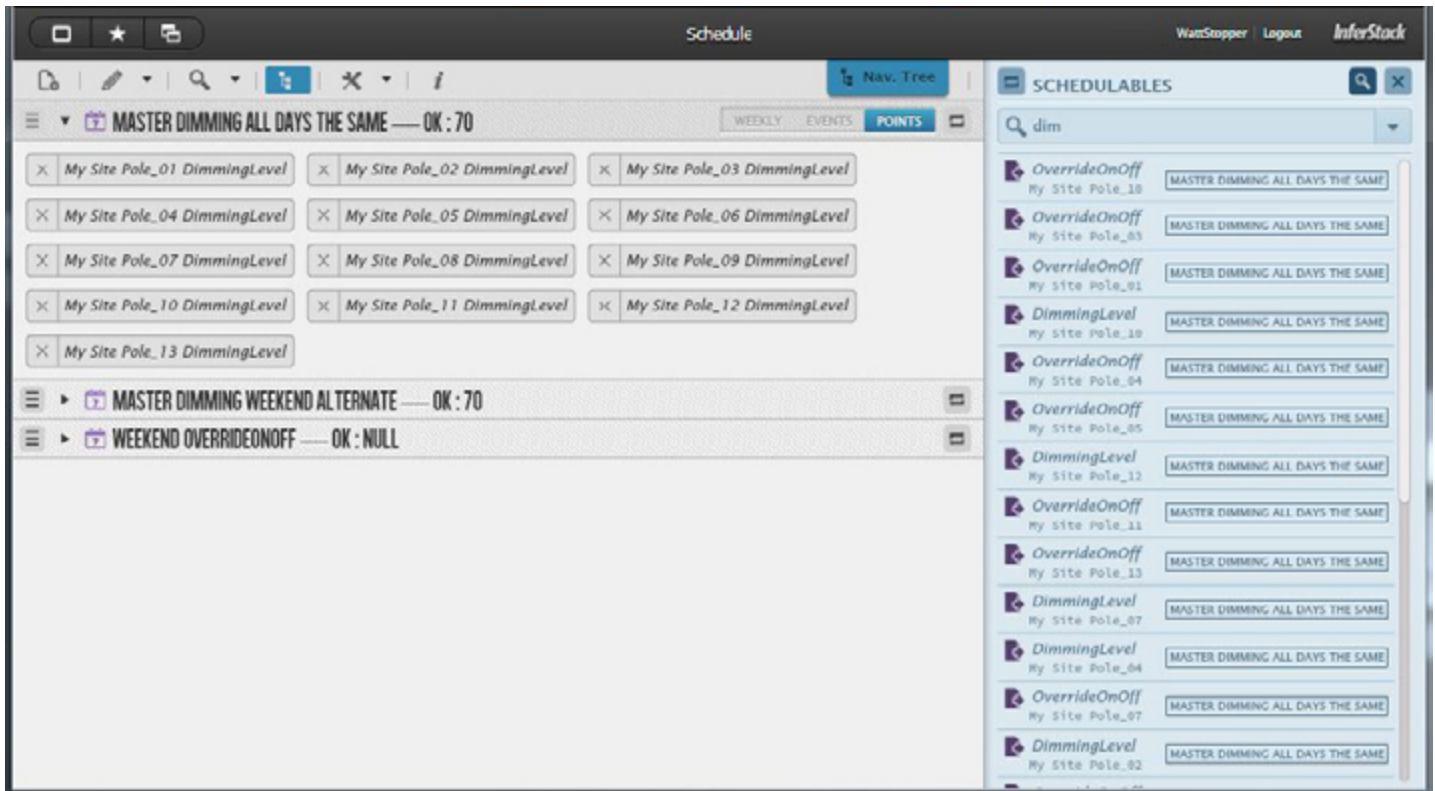 Schedule
WattStopper Logout InferStack
Nav. Tree
MASTER DIMMING ALL DAYS THE SAME — OK : 70
WEEKLY EVENTS POINTS
My Site Pole_01 DimmingLevel
My Site Pole_02 DimmingLevel
My Site Pole_03 DimmingLevel
My Site Pole_04 DimmingLevel
My Site Pole_05 DimmingLevel
My Site Pole_06 DimmingLevel
My Site Pole_07 DimmingLevel
My Site Pole_08 DimmingLevel
My Site Pole_09 DimmingLevel
My Site Pole_10 DimmingLevel
My Site Pole_11 DimmingLevel
My Site Pole_12 DimmingLevel
My Site Pole_13 DimmingLevel
MASTER DIMMING WEEKEND ALTERNATE — OK : 70
WEEKEND OVERRIDEONOFF — OK : NULL
SCHEDULABLES
dim
OverrideOnOff
My Site Pole_10
MASTER DIMMING ALL DAYS THE SAME
OverrideOnOff
My Site Pole_03
MASTER DIMMING ALL DAYS THE SAME
OverrideOnOff
My Site Pole_01
MASTER DIMMING ALL DAYS THE SAME
DimmingLevel
My Site Pole_10
MASTER DIMMING ALL DAYS THE SAME
OverrideOnOff
My Site Pole_04
MASTER DIMMING ALL DAYS THE SAME
OverrideOnOff
My Site Pole_05
MASTER DIMMING ALL DAYS THE SAME
DimmingLevel
My Site Pole_12
MASTER DIMMING ALL DAYS THE SAME
OverrideOnOff
My Site Pole_11
MASTER DIMMING ALL DAYS THE SAME
OverrideOnOff
My Site Pole_13
MASTER DIMMING ALL DAYS THE SAME
DimmingLevel
My Site Pole_07
MASTER DIMMING ALL DAYS THE SAME
DimmingLevel
My Site Pole_04
MASTER DIMMING ALL DAYS THE SAME
OverrideOnOff
My Site Pole_07
MASTER DIMMING ALL DAYS THE SAME
DimmingLevel
My Site Pole_02
MASTER DIMMING ALL DAYS THE SAME